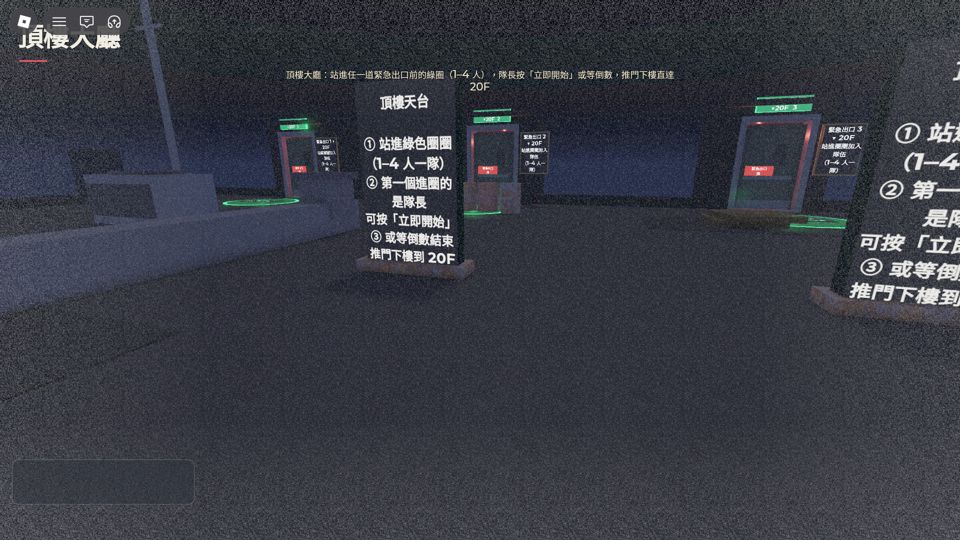 頂樓大廳
頂樓大廳：站進任一道緊急出口前的綠圈（1–4 人），隊長按「立即開始」或等倒數，推門下樓直達
20F
頂樓天台
① 站進綠色圈圈
（1–4 人一隊）
② 第一個進圈的
是隊長
可按「立即開始」
③ 或等倒數結束
推門下樓到 20F
緊急出口 2
▼ 20F
站進圈圈加入
隊伍
（1–4 人一
隊）
緊急出口 3
▼ 20F
站進圈圈加入
隊伍
（1–4 人一
隊）
① 站
（1–4
② 第一
是隊
可按「立
③ 或等倒
推門下樓到